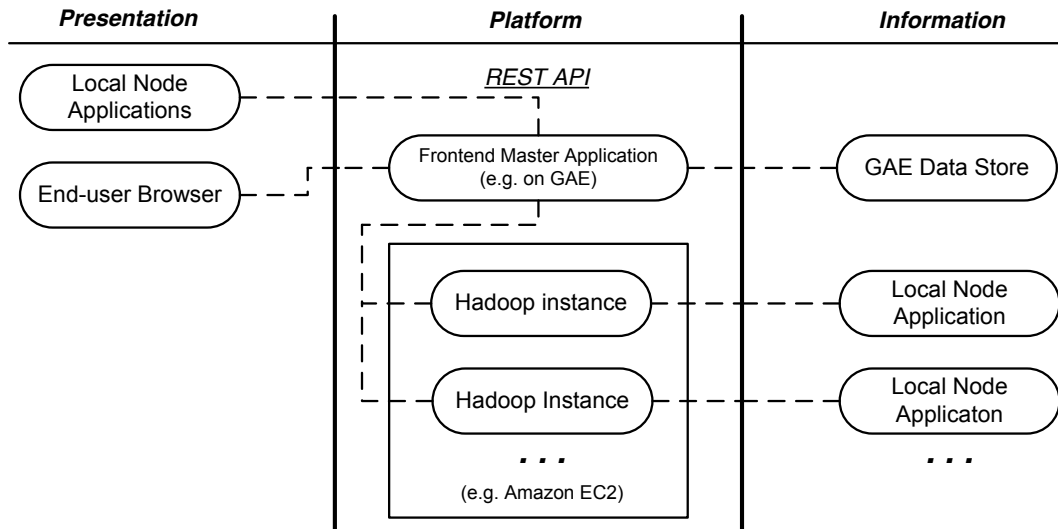 Presentation
Platform
Information
REST API
Local Node
Applications
Frontend Master Application
(e.g. on GAE)
GAE Data Store
End-user Browser
Hadoop instance
Local Node
Application
Hadoop Instance
Local Node
Applicaton
. . .
. . .
(e.g. Amazon EC2)